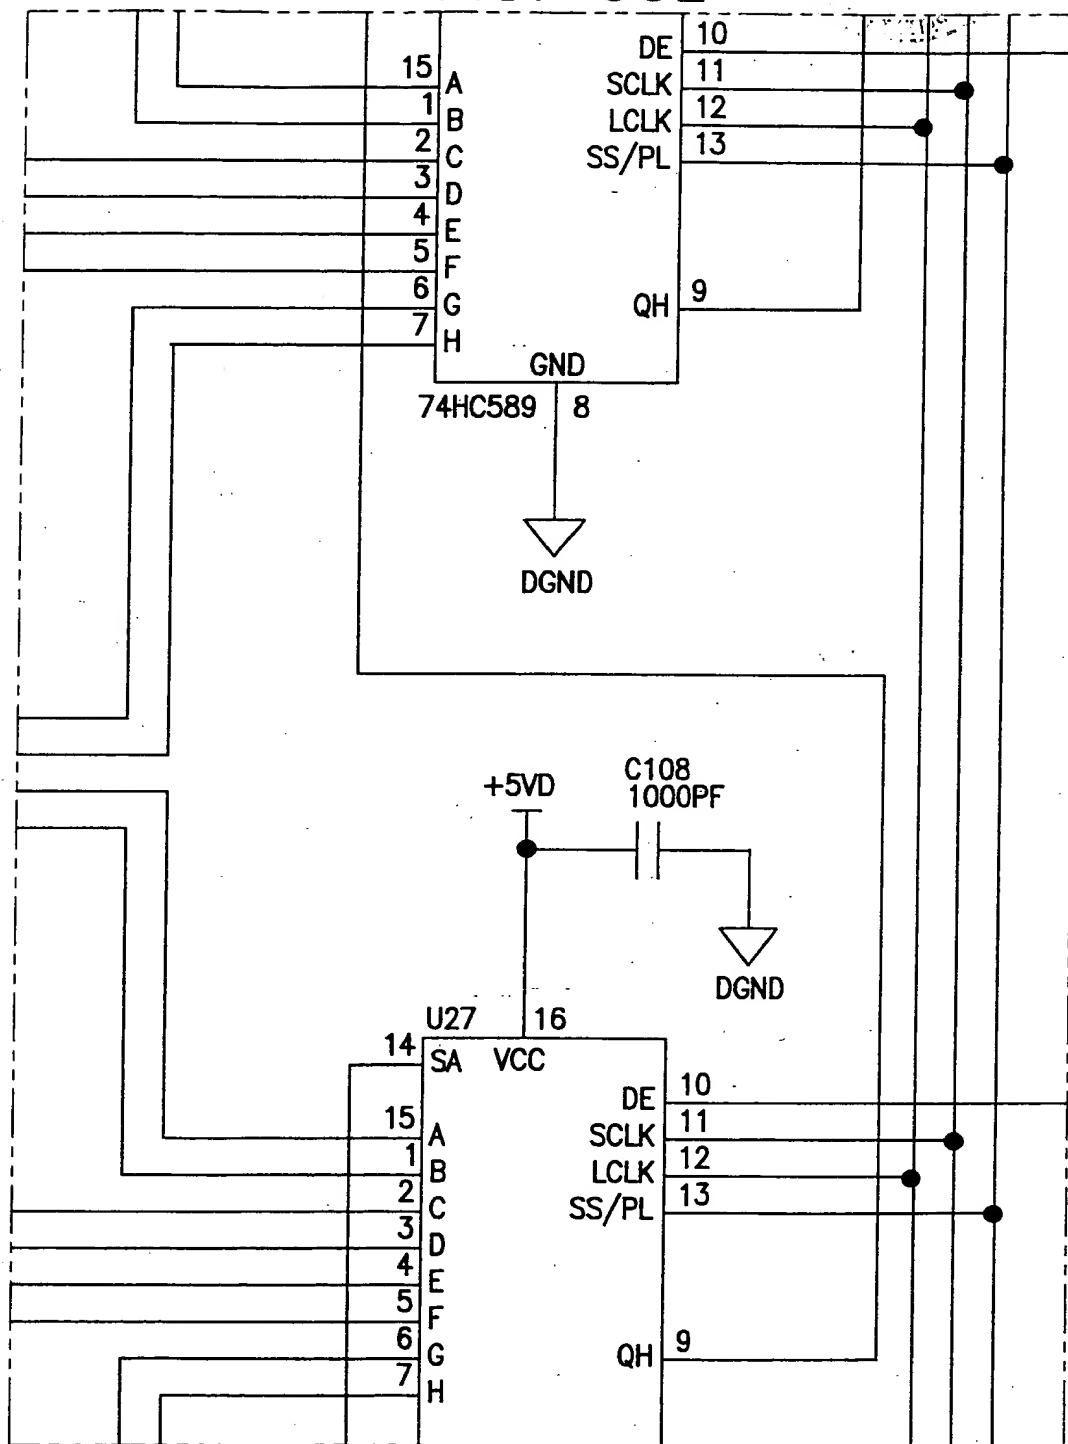 DE 10
15 A SCLK 11
1 B LCLK 12
2 C SS/PL 13
3 D
4 E
5 F
6 G QH 9
7 H
GND
74HC589 8
DGND
C108
+5VD 1000PF
DGND
U27 16
14 SA VCC
DE 10
15 A SCLK 11
1 B LCLK 12
2 C SS/PL 13
3 D
4 E
5 F
6 G QH 9
7 H